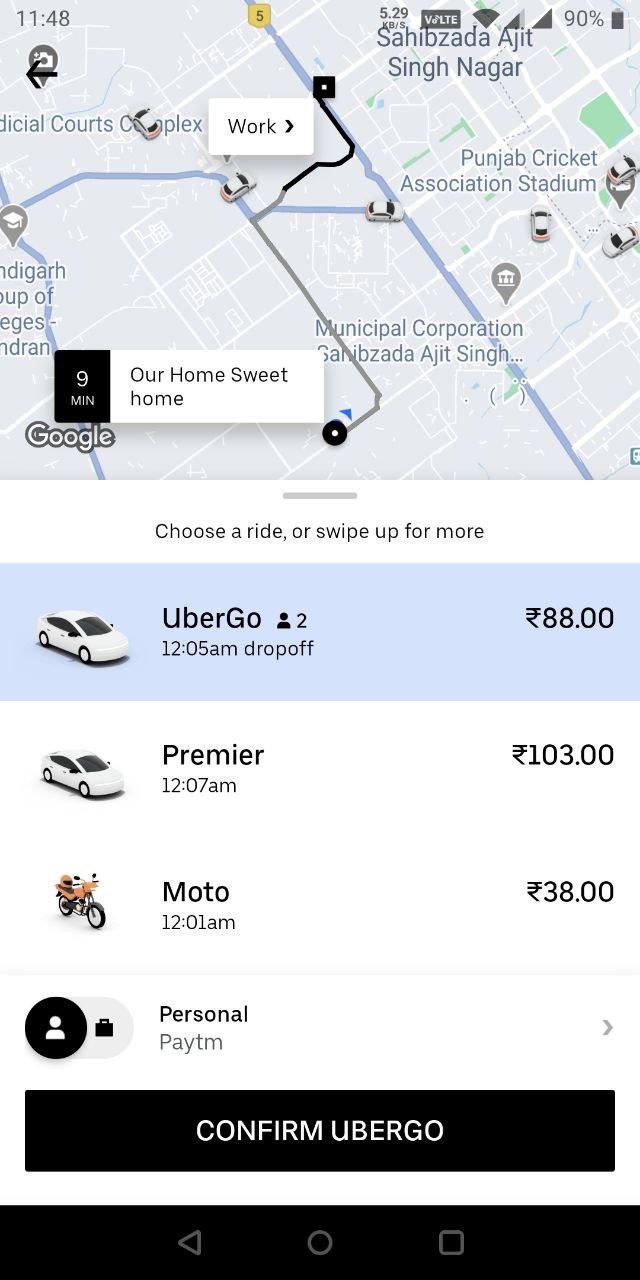 11:48
5.29
KB/S
VoLTE
90%
5
Sahibzada Ajit
Singh Nagar
dicial Courts Complex
Work ›
Punjab Cricket
Association Stadium
ndigarh
oup of
eges -
ndran
Municipal Corporation
Sahibzada Ajit Singh...
9
MIN
Our Home Sweet
home
Google
Choose a ride, or swipe up for more
UberGo 2 ₹88.00
12:05am dropoff
Premier ₹103.00
12:07am
Moto ₹38.00
12:01am
Personal
Paytm
CONFIRM UBERGO